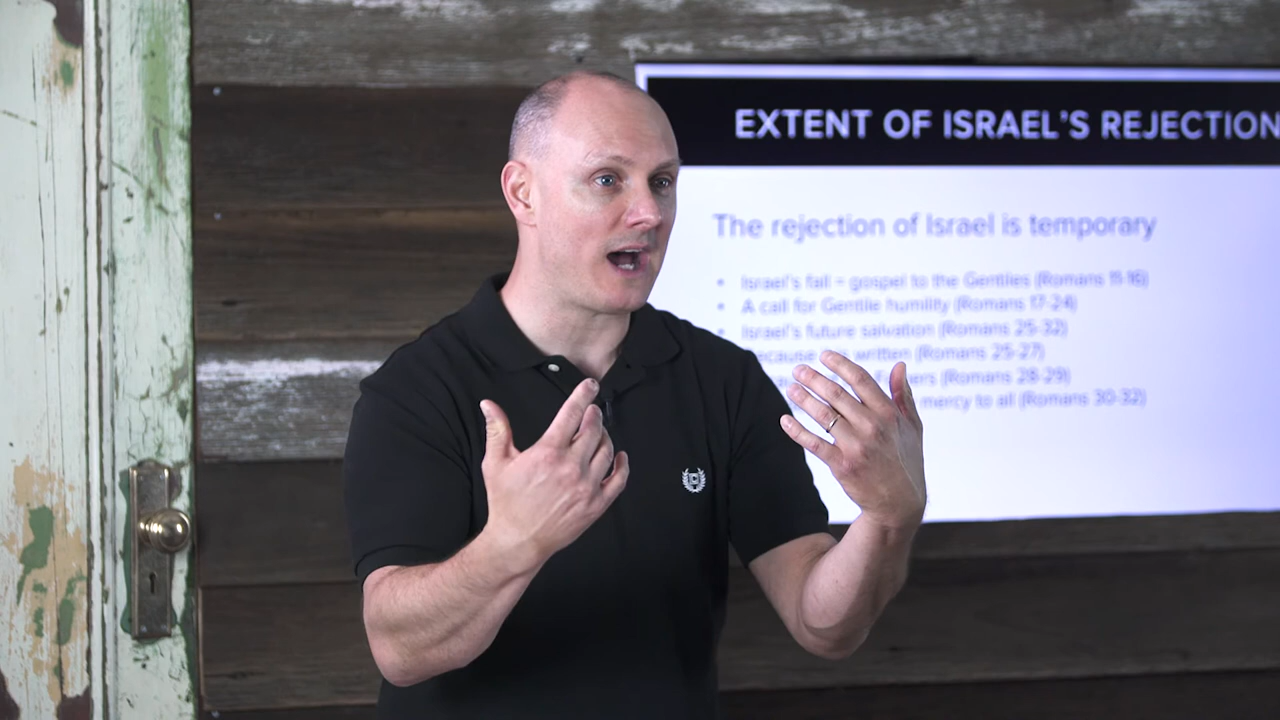 EXTENT OF ISRAEL'S REJECTION
The rejection of Israel is temporary
• Israel's fall = gospel to the Gentiles (Romans 11-16)
• A call for Gentile humility (Romans 17-24)
• Israel's future salvation (Romans 25-32)
written (Romans 25-27)
(Romans 28-29)
mercy to all (Romans 30-32)